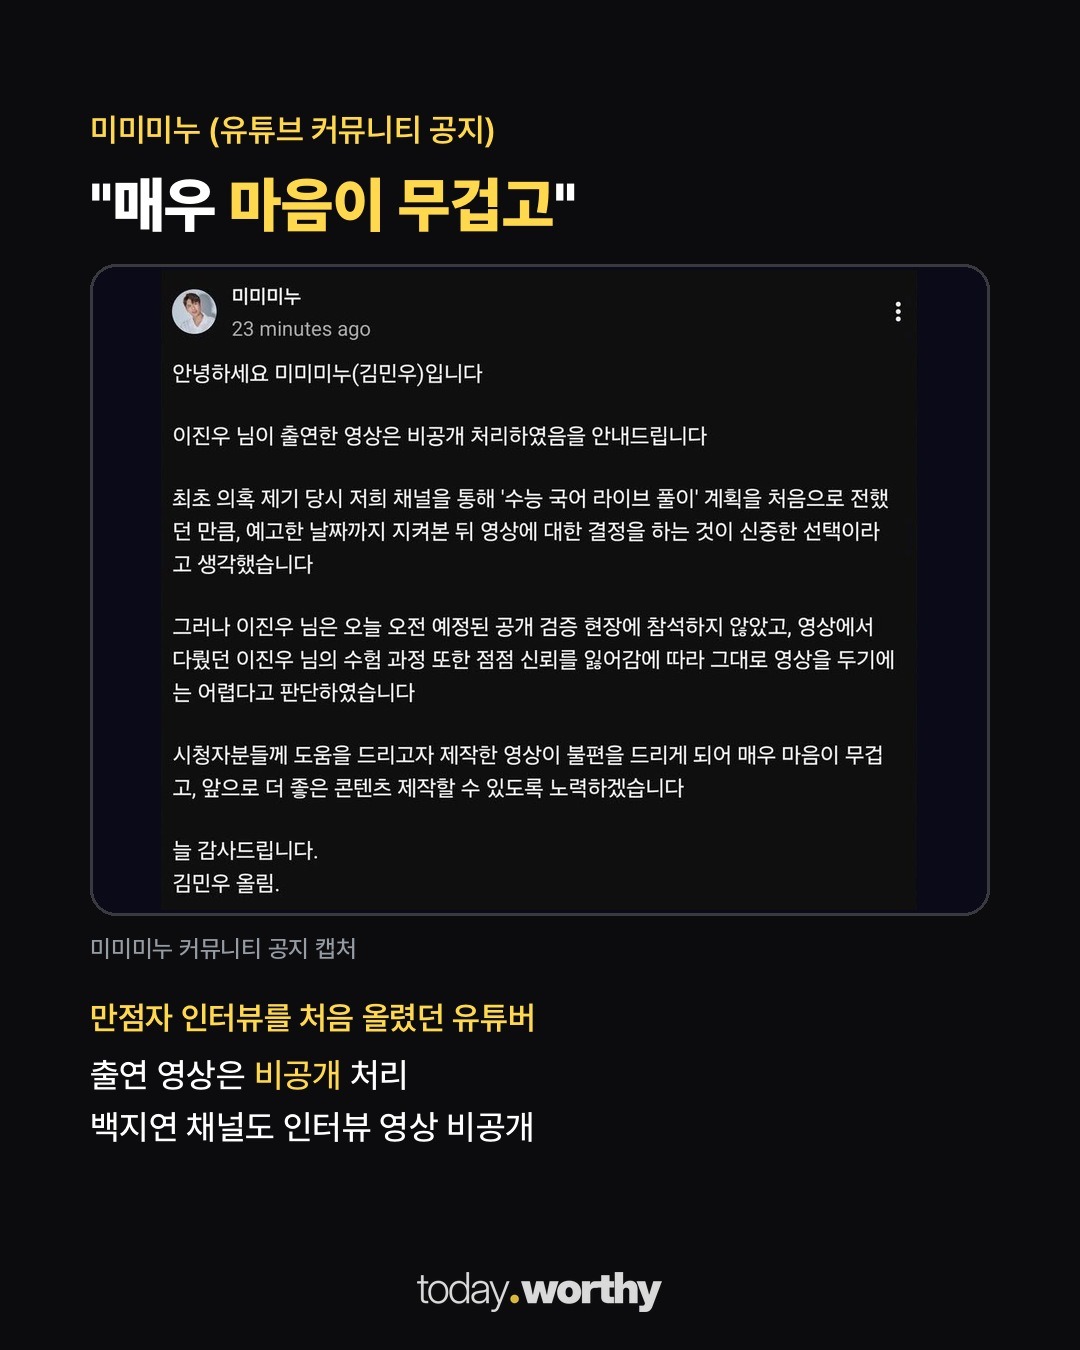 미미미누 (유튜브 커뮤니티 공지)
"매우 마음이 무겁고"
미미미누
23 minutes ago
안녕하세요 미미미누(김민우)입니다
이진우 님이 출연한 영상은 비공개 처리하였음을 안내드립니다
최초 의혹 제기 당시 저희 채널을 통해 '수능 국어 라이브 풀이' 계획을 처음으로 전했
던 만큼, 예고한 날짜까지 지켜본 뒤 영상에 대한 결정을 하는 것이 신중한 선택이라
고 생각했습니다
그러나 이진우 님은 오늘 오전 예정된 공개 검증 현장에 참석하지 않았고, 영상에서
다뤘던 이진우 님의 수험 과정 또한 점점 신뢰를 잃어감에 따라 그대로 영상을 두기에
는 어렵다고 판단하였습니다
시청자분들께 도움을 드리고자 제작한 영상이 불편을 드리게 되어 매우 마음이 무겁
고, 앞으로 더 좋은 콘텐츠 제작할 수 있도록 노력하겠습니다
늘 감사드립니다.
김민우 올림.
미미미누 커뮤니티 공지 캡처
만점자 인터뷰를 처음 올렸던 유튜버
출연 영상은 비공개 처리
백지연 채널도 인터뷰 영상 비공개
today.worthy